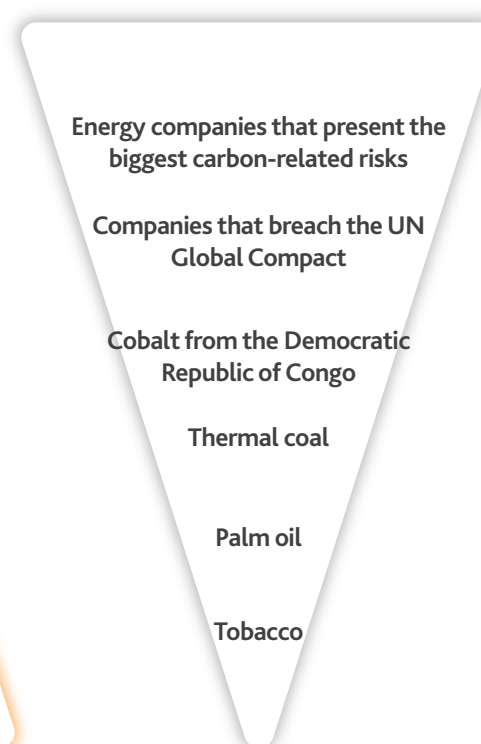 Energy companies that present the
biggest carbon-related risks
Companies that breach the UN
Global Compact
Cobalt from the Democratic
Republic of Congo
Thermal coal
Palm oil
Tobacco